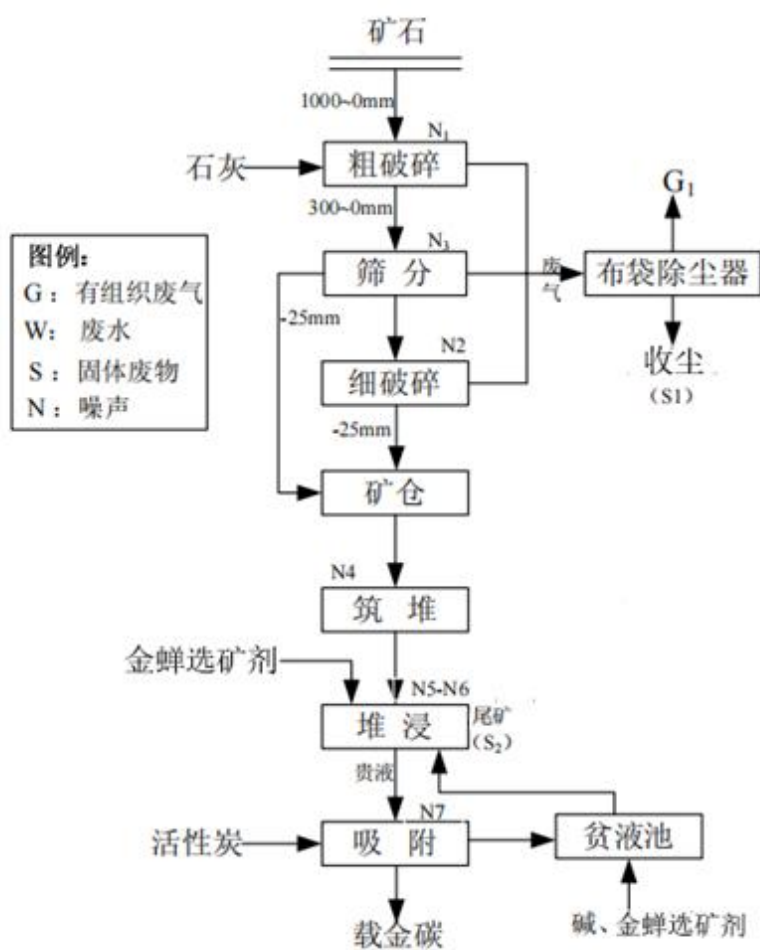 矿石
1000~0mm
N₁
石灰
粗破碎
300~0mm
N₃
筛 分
废气
布袋除尘器
G₁
收尘
(S1)
-25mm
N2
细破碎
-25mm
矿仓
N4
筑 堆
金蝉选矿剂
N5-N6
堆 浸
尾矿
(S₂)
贵液
N7
活性炭
吸 附
贫液池
载金碳
碱、金蝉选矿剂
图例:
G: 有组织废气
W: 废水
S: 固体废物
N: 噪声